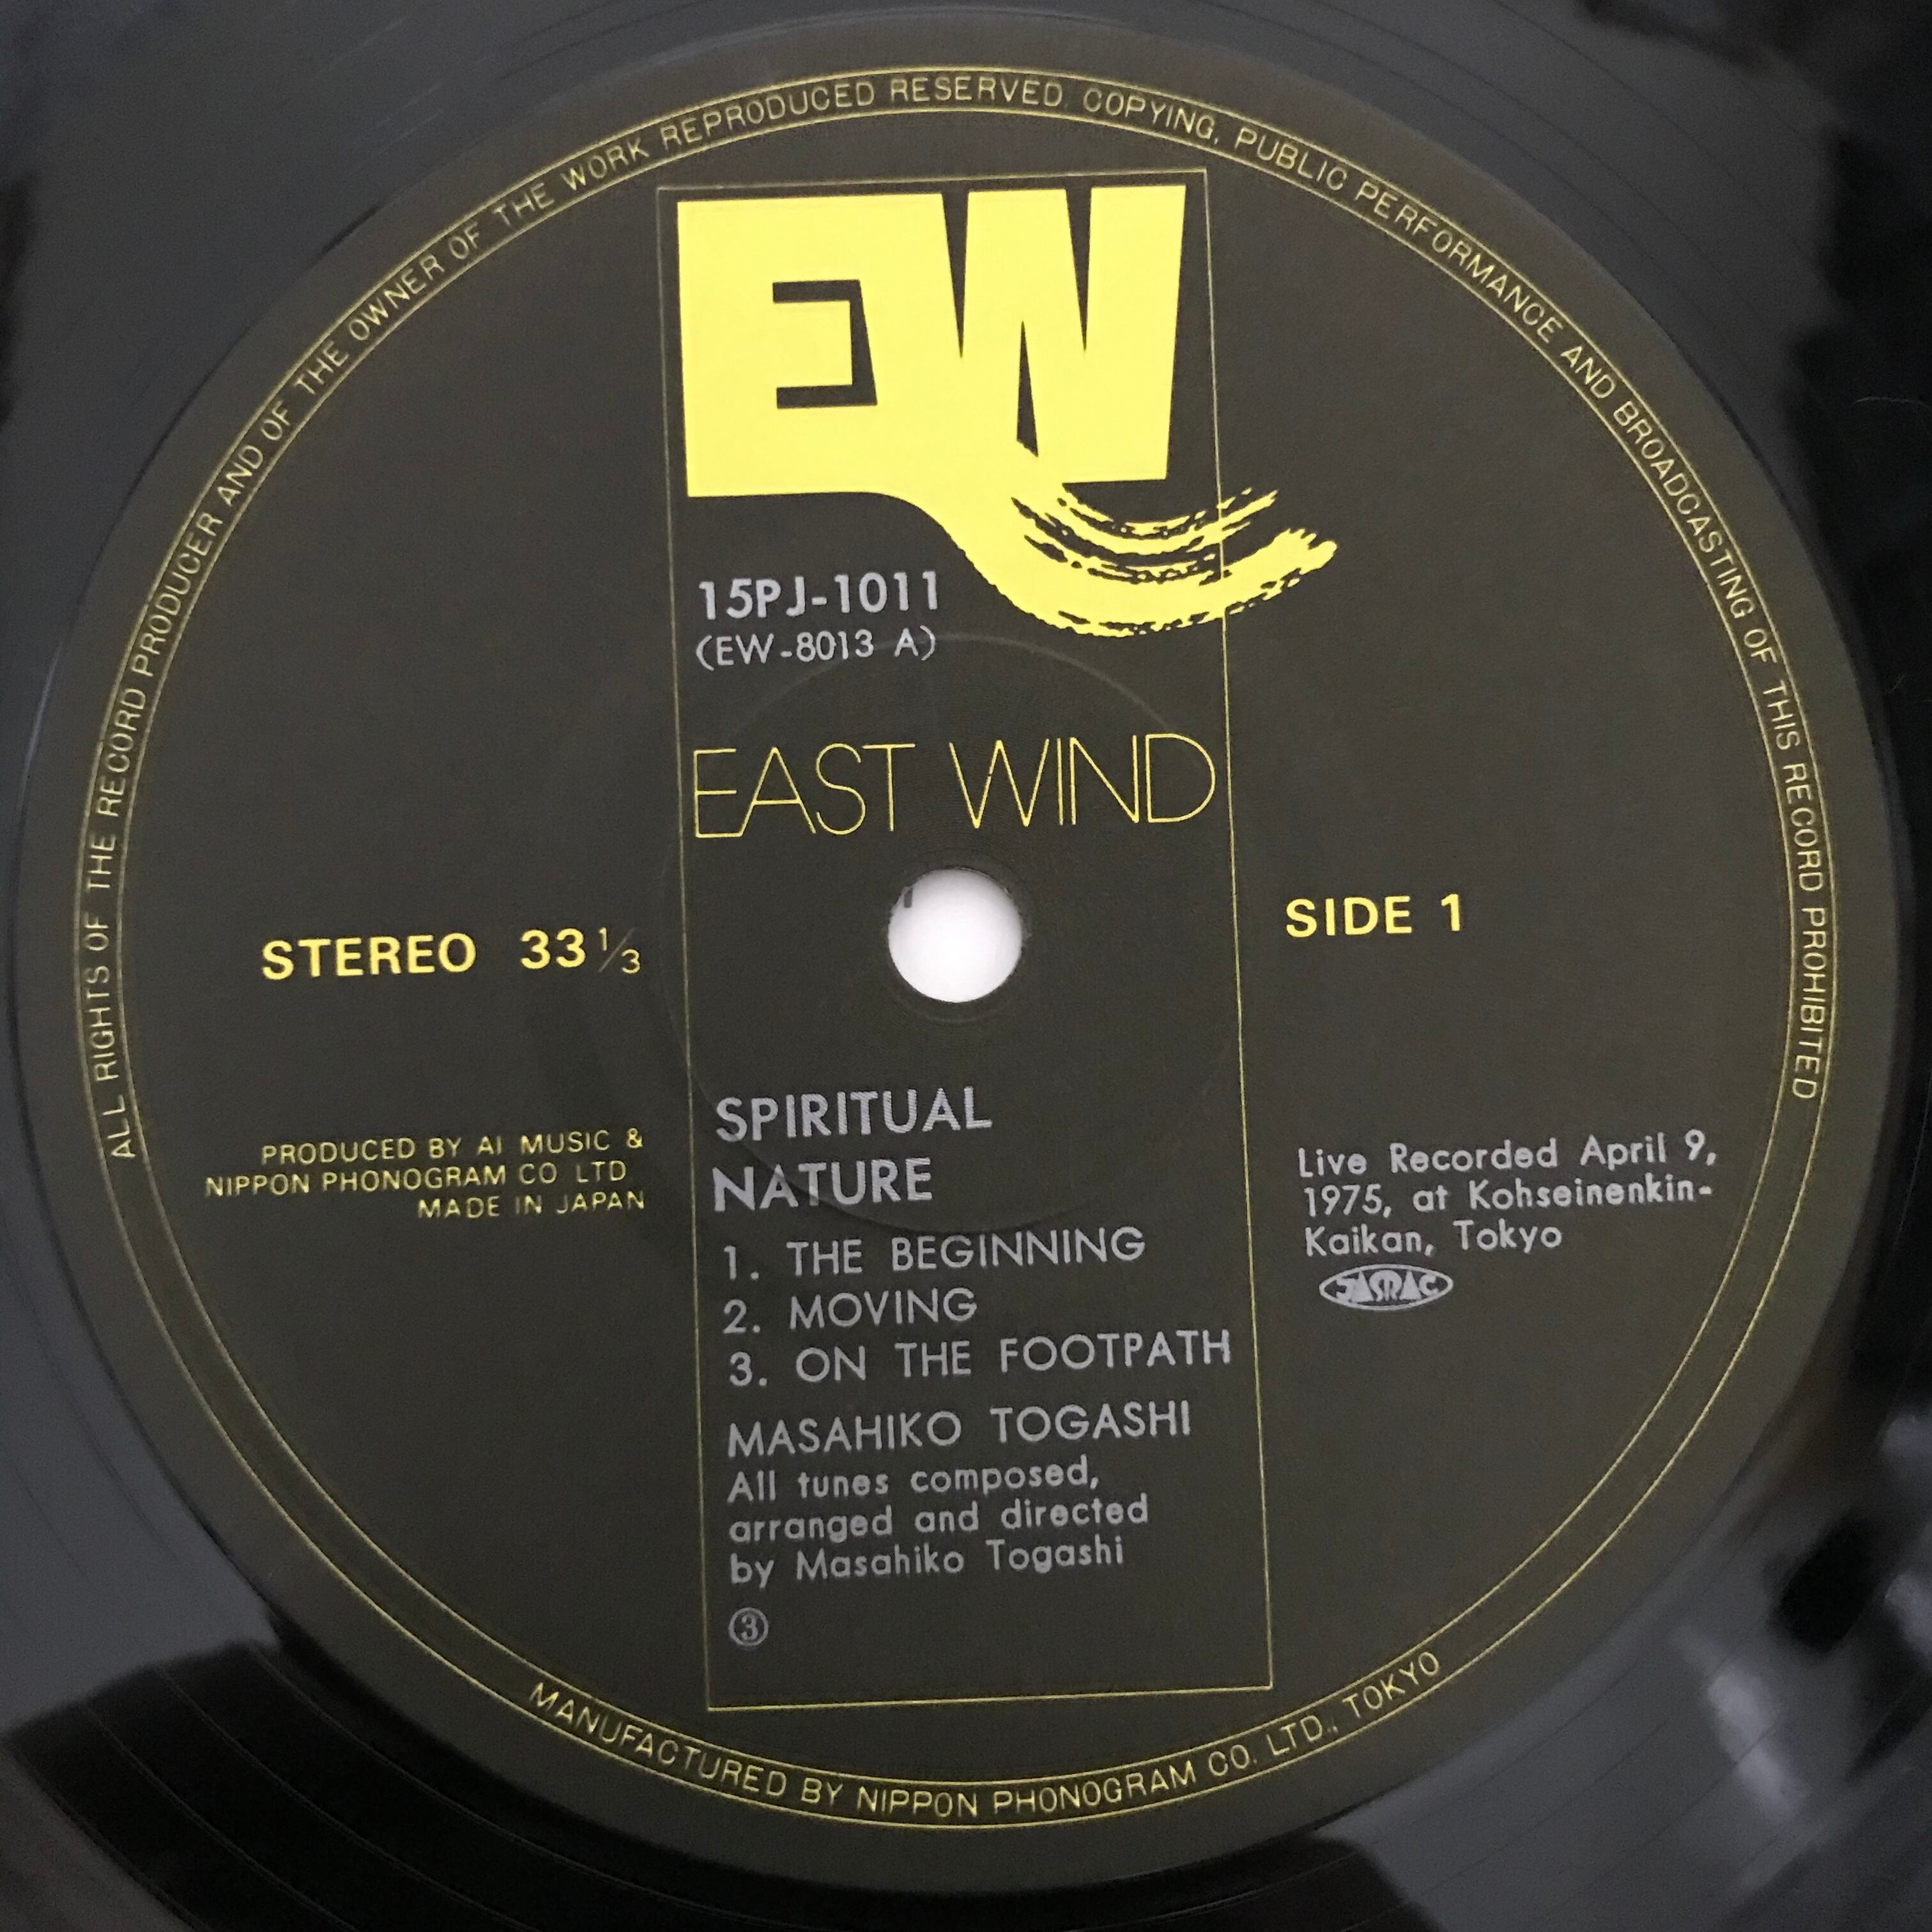 ALL RIGHTS OF THE RECORD PRODUCER AND OF THE OWNER OF THE WORK REPRODUCED RESERVED. COPYING, PUBLIC PERFORMANCE AND BROADCASTING OF THIS RECORD PROHIBITED
EW
15PJ-1011
(EW-8013 A)
EAST WIND
STEREO 33 1/3
SIDE 1
PRODUCED BY AI MUSIC &
NIPPON PHONOGRAM CO LTD
MADE IN JAPAN
SPIRITUAL
NATURE
1. THE BEGINNING
2. MOVING
3. ON THE FOOTPATH
MASAHIKO TOGASHI
All tunes composed,
arranged and directed
by Masahiko Togashi
③
Live Recorded April 9,
1975, at Kohseinenkin-
Kaikan, Tokyo
JASRAC
MANUFACTURED BY NIPPON PHONOGRAM CO. LTD., TOKYO